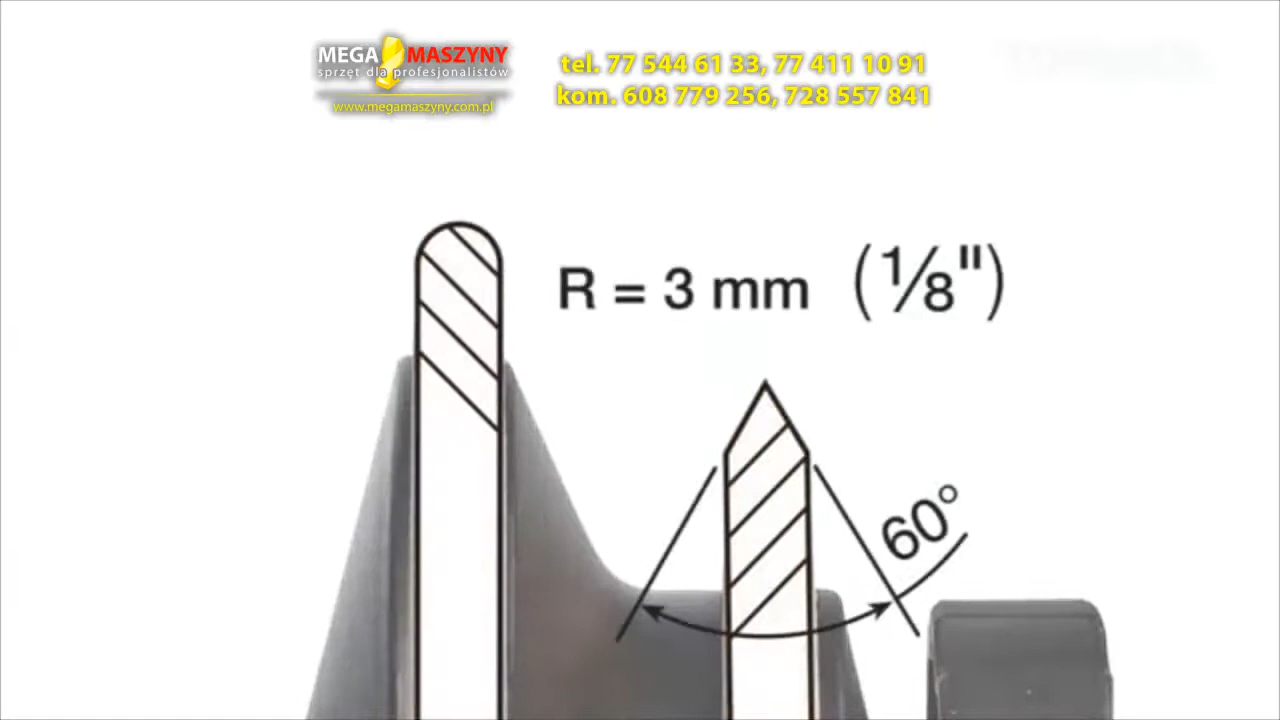 MEGA MASZYNY
sprzęt dla profesjonalistów
www.megamaszyny.com.pl
tel. 77 544 61 33, 77 411 10 91
kom. 608 779 256, 728 557 841
R = 3 mm (1/8")
60°